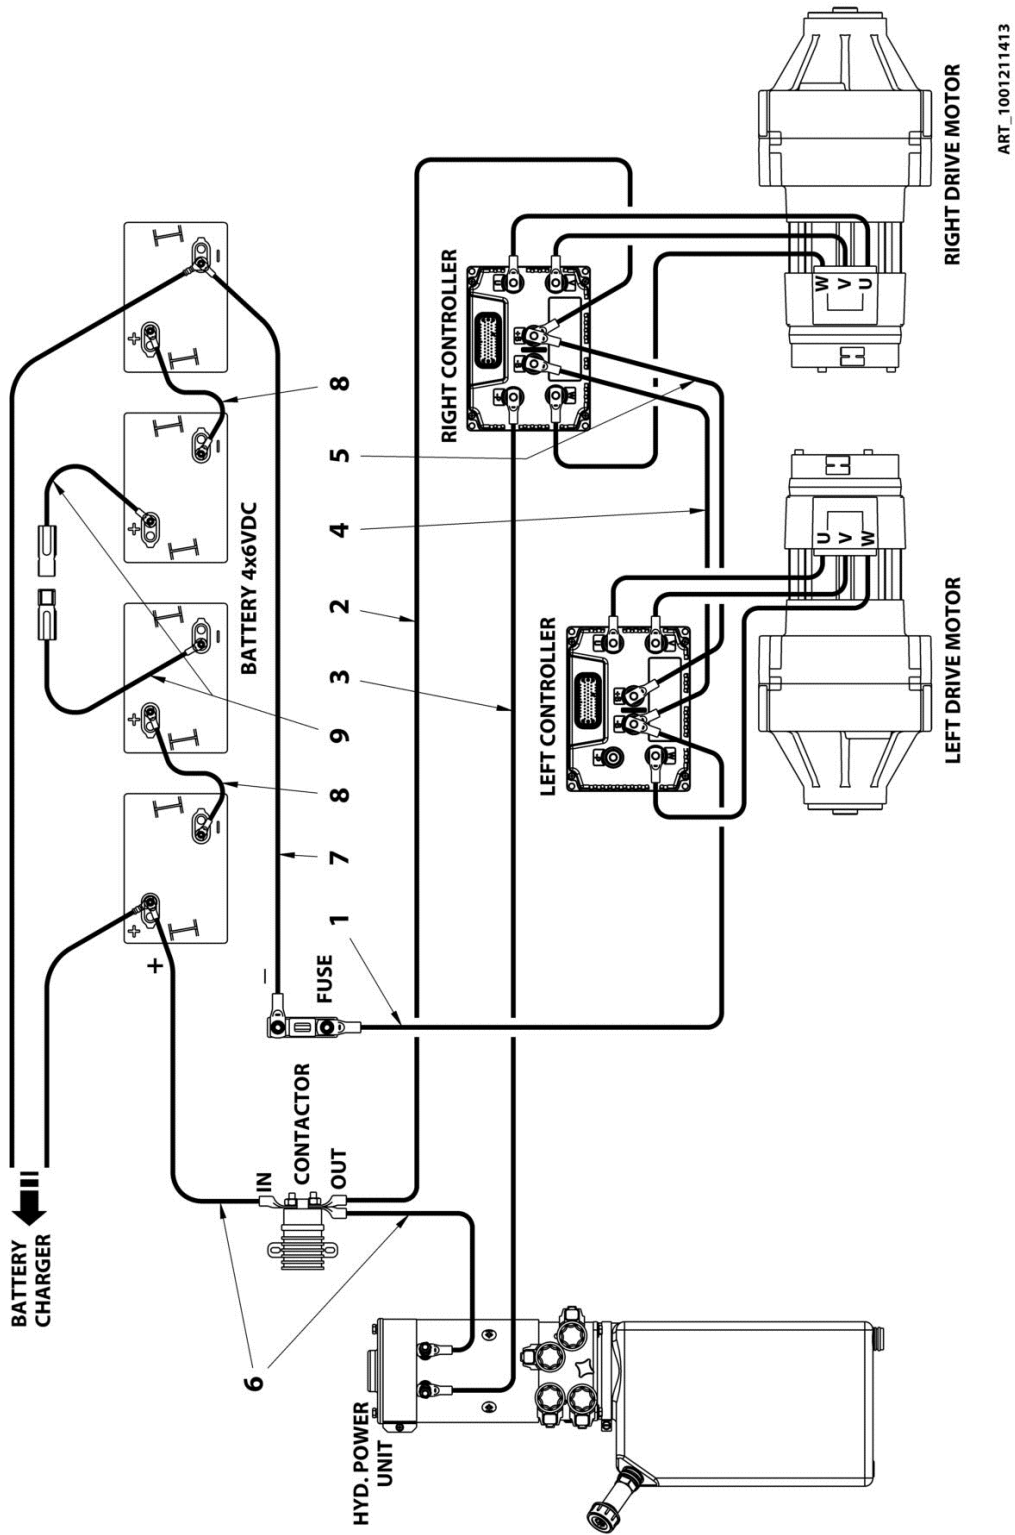 BATTERY
CHARGER
+
+
+
+
+
−
−
−
−
BATTERY 4x6VDC
6
IN
−
CONTACTOR
FUSE
OUT
1
7
8
9
3
2
4
5
8
HYD. POWER
UNIT
RIGHT CONTROLLER
LEFT CONTROLLER
U
V
W
W
V
U
LEFT DRIVE MOTOR
RIGHT DRIVE MOTOR
ART_1001211413